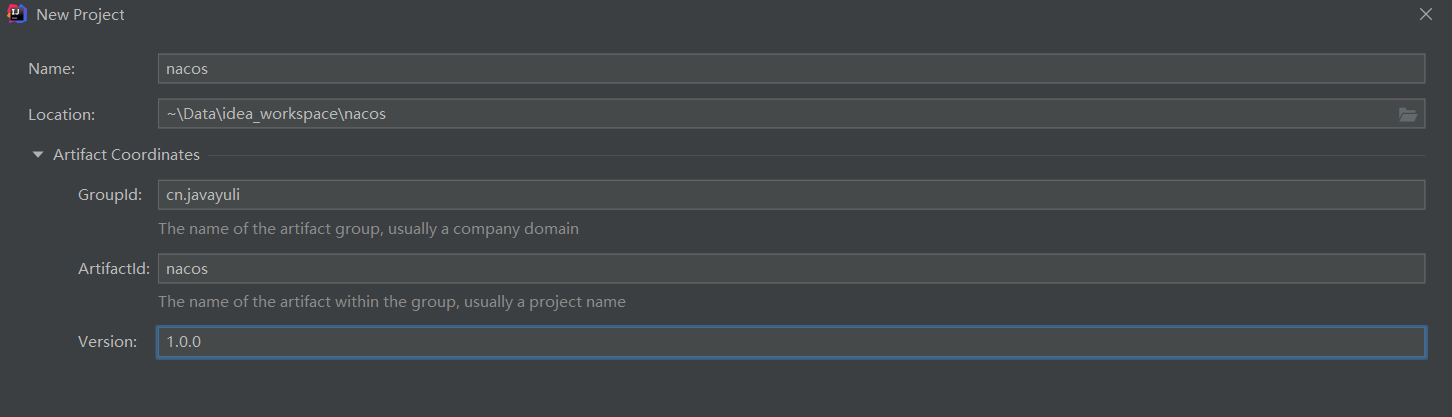 New Project
Name: nacos
Location: ~\Data\idea_workspace\nacos
Artifact Coordinates
GroupId: cn.javayuli
The name of the artifact group, usually a company domain
ArtifactId: nacos
The name of the artifact within the group, usually a project name
Version: 1.0.0